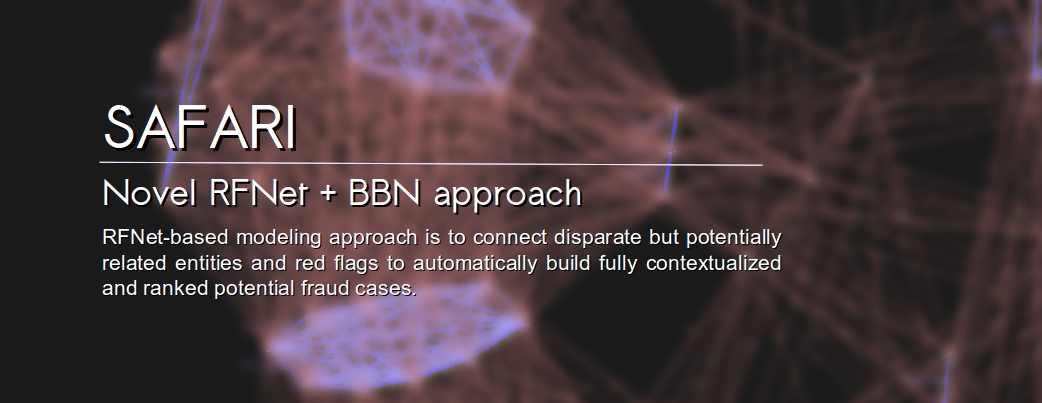 SAFARI
Novel RFNet + BBN approach
RFNet-based modeling approach is to connect disparate but potentially
related entities and red flags to automatically build fully contextualized
and ranked potential fraud cases.